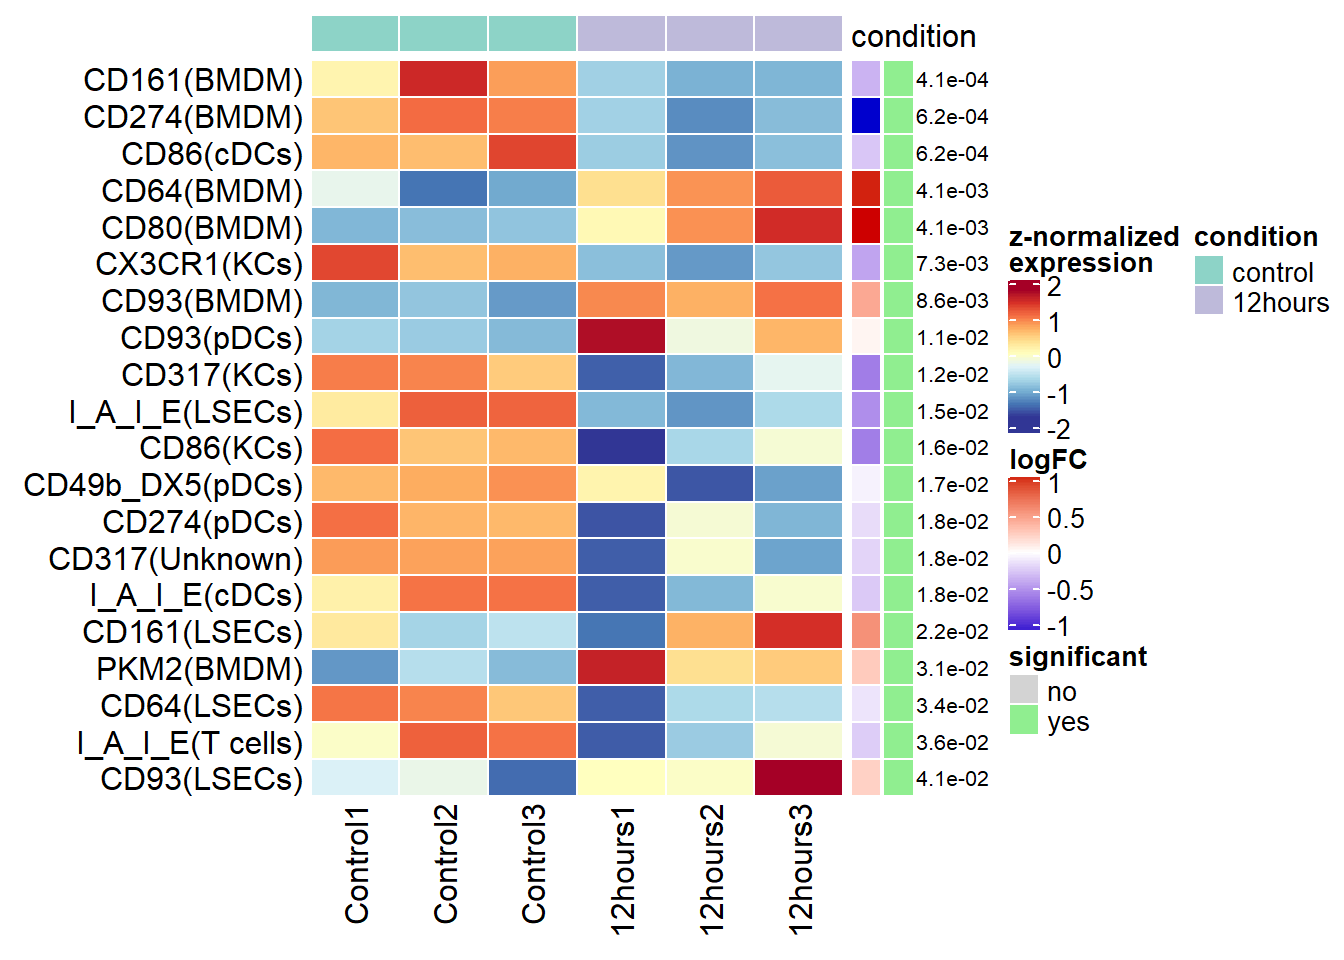 condition
CD161(BMDM) 4.1e-04
CD274(BMDM) 6.2e-04
CD86(cDCs) 6.2e-04
CD64(BMDM) 4.1e-03
CD80(BMDM) 4.1e-03
CX3CR1(KCs) 7.3e-03
CD93(BMDM) 8.6e-03
CD93(pDCs) 1.1e-02
CD317(KCs) 1.2e-02
I_A_I_E(LSECs) 1.5e-02
CD86(KCs) 1.6e-02
CD49b_DX5(pDCs) 1.7e-02
CD274(pDCs) 1.8e-02
CD317(Unknown) 1.8e-02
I_A_I_E(cDCs) 1.8e-02
CD161(LSECs) 2.2e-02
PKM2(BMDM) 3.1e-02
CD64(LSECs) 3.4e-02
I_A_I_E(T cells) 3.6e-02
CD93(LSECs) 4.1e-02
Control1
Control2
Control3
12hours1
12hours2
12hours3
z-normalized
expression
2
1
0
-1
-2
logFC
1
0.5
0
-0.5
-1
significant
no
yes
condition
control
12hours